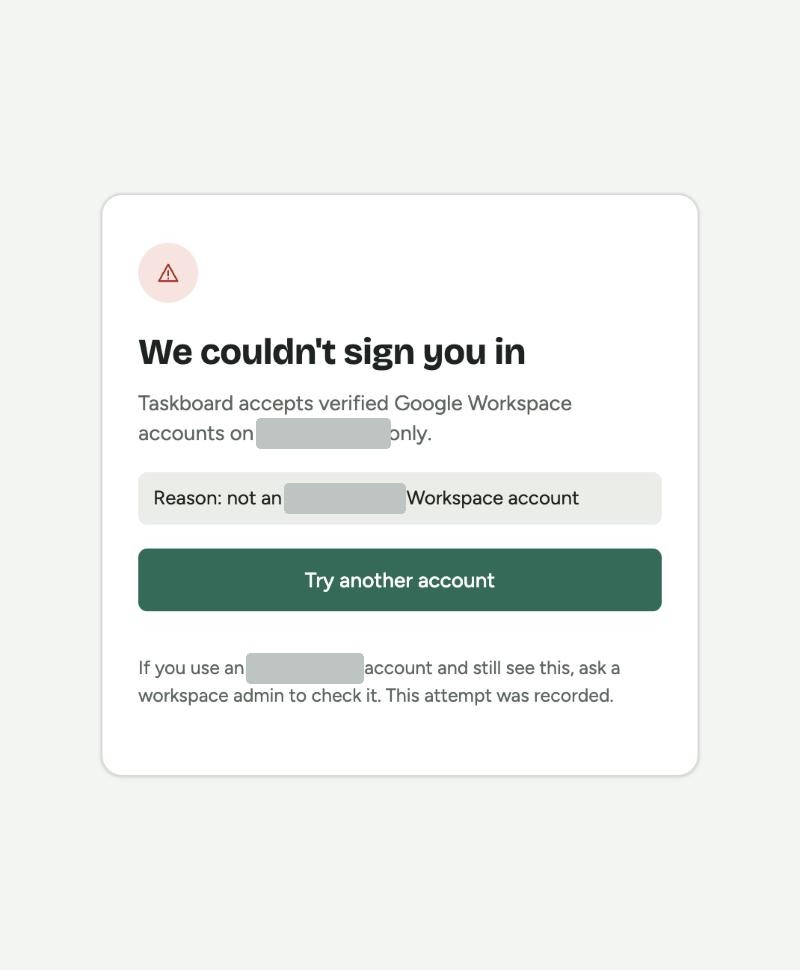 We couldn't sign you in
Taskboard accepts verified Google Workspace
accounts on only.
Reason: not an Workspace account
Try another account
If you use an account and still see this, ask a
workspace admin to check it. This attempt was recorded.